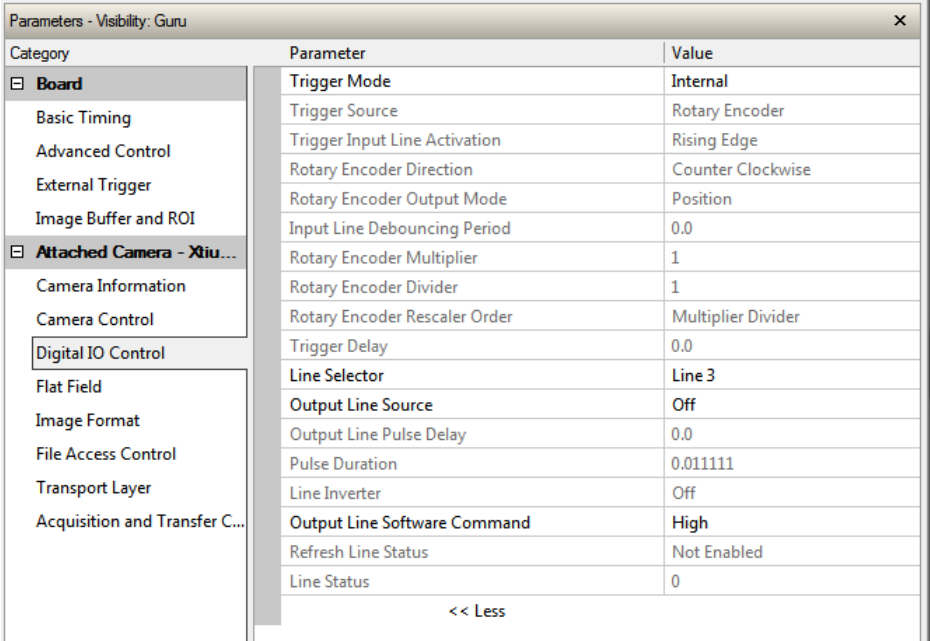 Parameters - Visibility: Guru
Category Parameter Value
Board
Basic Timing
Advanced Control
External Trigger
Image Buffer and ROI
Attached Camera - Xtiu...
Camera Information
Camera Control
Digital IO Control
Flat Field
Image Format
File Access Control
Transport Layer
Acquisition and Transfer C...
Trigger Mode Internal
Trigger Source Rotary Encoder
Trigger Input Line Activation Rising Edge
Rotary Encoder Direction Counter Clockwise
Rotary Encoder Output Mode Position
Input Line Debouncing Period 0.0
Rotary Encoder Multiplier 1
Rotary Encoder Divider 1
Rotary Encoder Rescaler Order Multiplier Divider
Trigger Delay 0.0
Line Selector Line 3
Output Line Source Off
Output Line Pulse Delay 0.0
Pulse Duration 0.011111
Line Inverter Off
Output Line Software Command High
Refresh Line Status Not Enabled
Line Status 0
<< Less